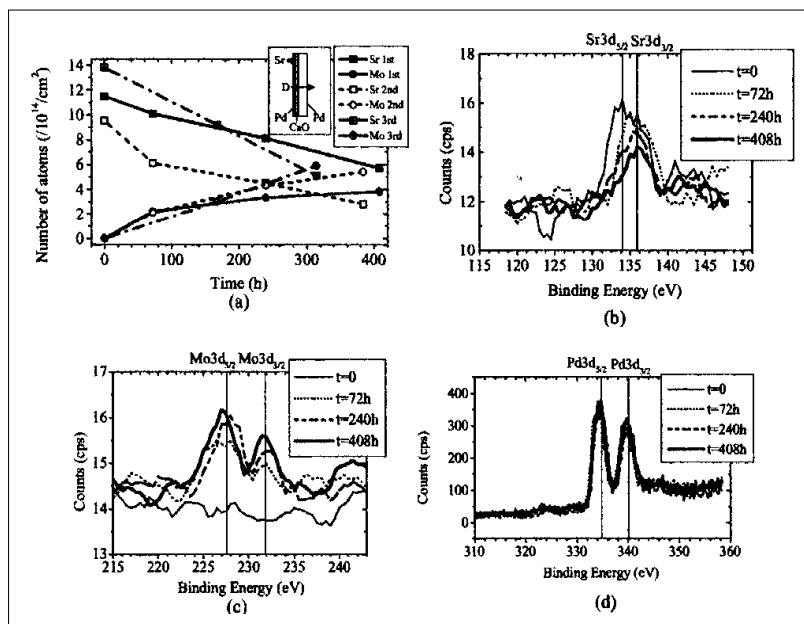 14
12
10
8
6
4
2
0
Number of atoms (/10¹⁴/cm²)
0 100 200 300 400
Time (h)
(a)
Sr
D
Pd
Pd
CaO
Sr 1st
Mo 1st
Sr 2nd
Mo 2nd
Sr 3rd
Mo 3rd
Sr3d₅/₂ Sr3d₃/₂
18
16
14
12
10
Counts (cps)
115 120 125 130 135 140 145 150
Binding Energy (eV)
(b)
t=0
t=72h
t=240h
t=408h
Mo3d₅/₂ Mo3d₃/₂
17
16
15
14
13
Counts (cps)
215 220 225 230 235 240
Binding Energy (eV)
(c)
t=0
t=72h
t=240h
t=408h
Pd3d₅/₂ Pd3d₃/₂
400
300
200
100
0
Counts (cps)
310 320 330 340 350 360
Binding Energy (eV)
(d)
t=0
t=72h
t=240h
t=408h